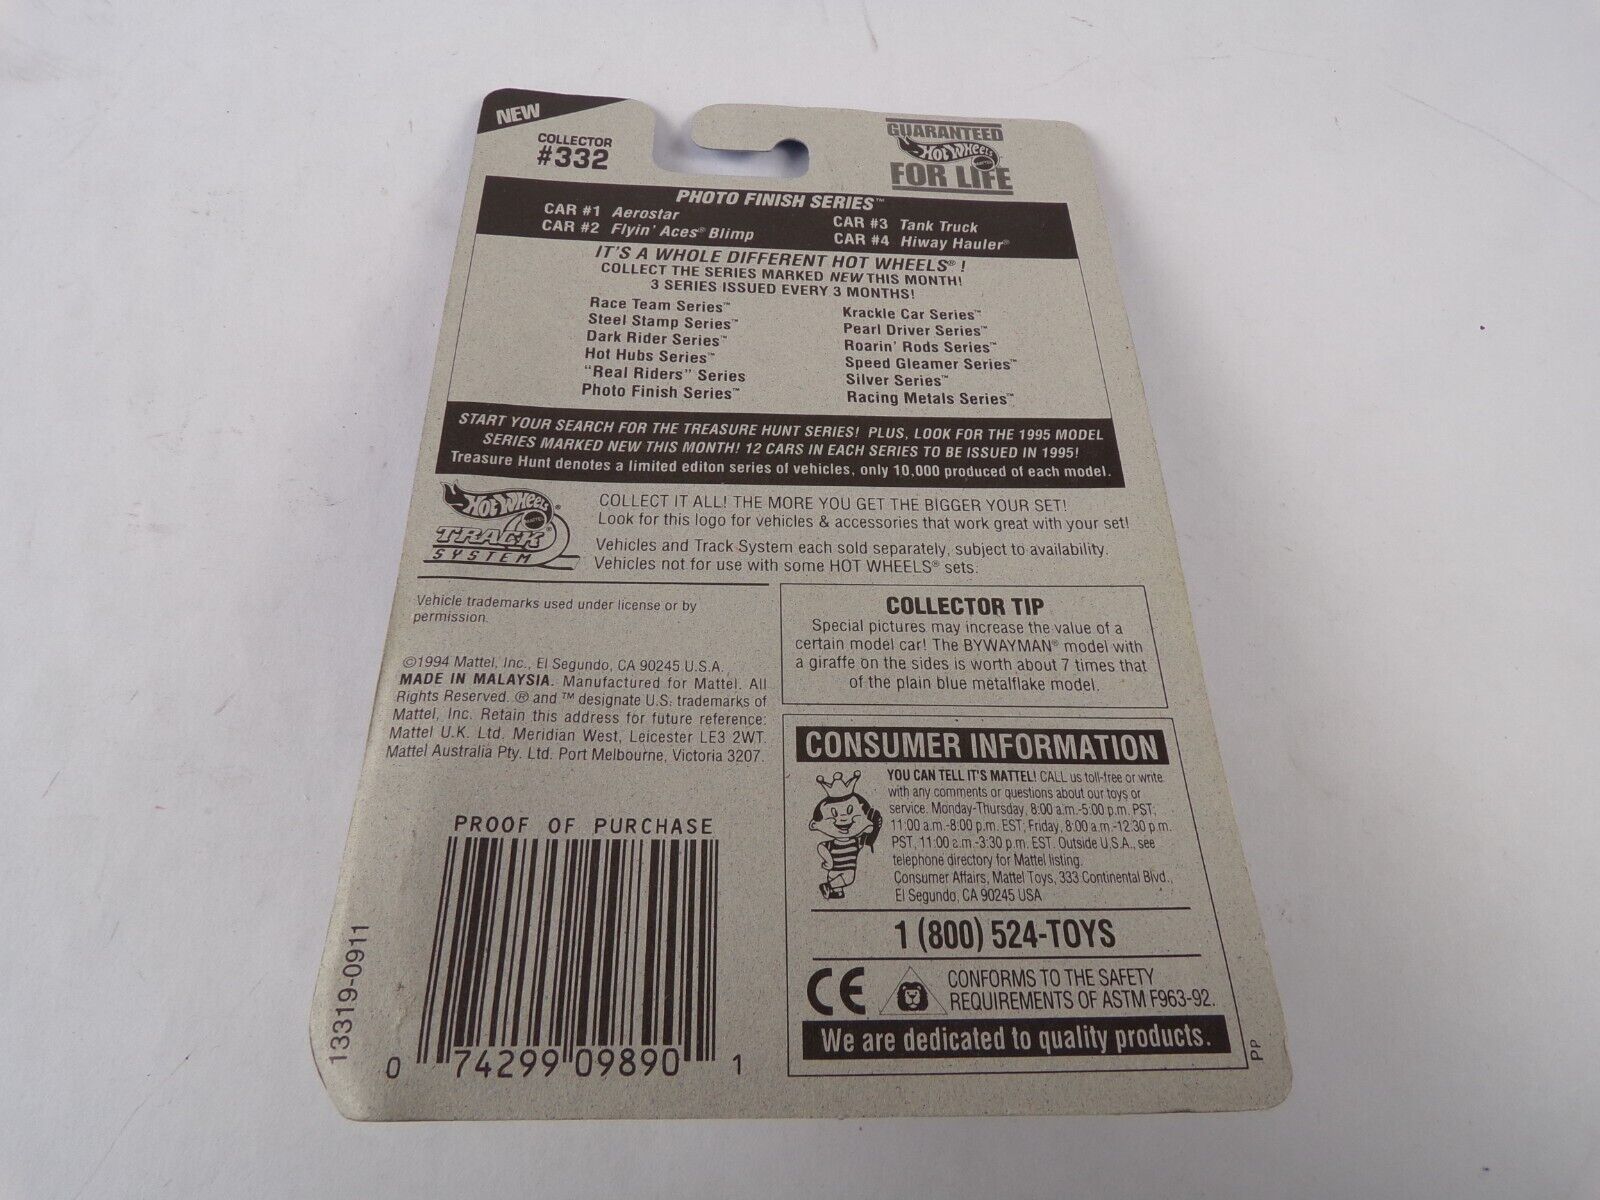 NEW
COLLECTOR
#332
GUARANTEED
HOT WHEELS
MATTEL
FOR LIFE
PHOTO FINISH SERIES™
CAR #1 Aerostar
CAR #2 Flyin' Aces® Blimp
CAR #3 Tank Truck
CAR #4 Hiway Hauler®
IT'S A WHOLE DIFFERENT HOT WHEELS®!
COLLECT THE SERIES MARKED NEW THIS MONTH!
3 SERIES ISSUED EVERY 3 MONTHS!
Race Team Series™
Steel Stamp Series™
Dark Rider Series™
Hot Hubs Series™
"Real Riders" Series
Photo Finish Series™
Krackle Car Series™
Pearl Driver Series™
Roarin' Rods Series™
Speed Gleamer Series™
Silver Series™
Racing Metals Series™
START YOUR SEARCH FOR THE TREASURE HUNT SERIES! PLUS, LOOK FOR THE 1995 MODEL
SERIES MARKED NEW THIS MONTH! 12 CARS IN EACH SERIES TO BE ISSUED IN 1995!
Treasure Hunt denotes a limited editon series of vehicles, only 10,000 produced of each model.
HOT WHEELS
MATTEL
TRACK®
SYSTEM
COLLECT IT ALL! THE MORE YOU GET THE BIGGER YOUR SET!
Look for this logo for vehicles & accessories that work great with your set!
Vehicles and Track System each sold separately, subject to availability.
Vehicles not for use with some HOT WHEELS® sets.
Vehicle trademarks used under license or by
permission.
©1994 Mattel, Inc., El Segundo, CA 90245 U.S.A.
MADE IN MALAYSIA. Manufactured for Mattel. All
Rights Reserved. ® and ™ designate U.S. trademarks of
Mattel, Inc. Retain this address for future reference:
Mattel U.K. Ltd. Meridian West, Leicester LE3 2WT.
Mattel Australia Pty. Ltd. Port Melbourne, Victoria 3207.
COLLECTOR TIP
Special pictures may increase the value of a
certain model car! The BYWAYMAN® model with
a giraffe on the sides is worth about 7 times that
of the plain blue metalflake model.
CONSUMER INFORMATION
YOU CAN TELL IT'S MATTEL! CALL us toll-free or write
with any comments or questions about our toys or
service. Monday-Thursday, 8:00 a.m.-5:00 p.m. PST;
11:00 a.m.-8:00 p.m. EST; Friday, 8:00 a.m.-12:30 p.m.
PST, 11:00 a.m.-3:30 p.m. EST. Outside U.S.A., see
telephone directory for Mattel listing.
Consumer Affairs, Mattel Toys, 333 Continental Blvd.,
El Segundo, CA 90245 USA
1 (800) 524-TOYS
CE
CONFORMS TO THE SAFETY
REQUIREMENTS OF ASTM F963-92.
We are dedicated to quality products.
PP
PROOF OF PURCHASE
0 74299 09890 1
13319-0911